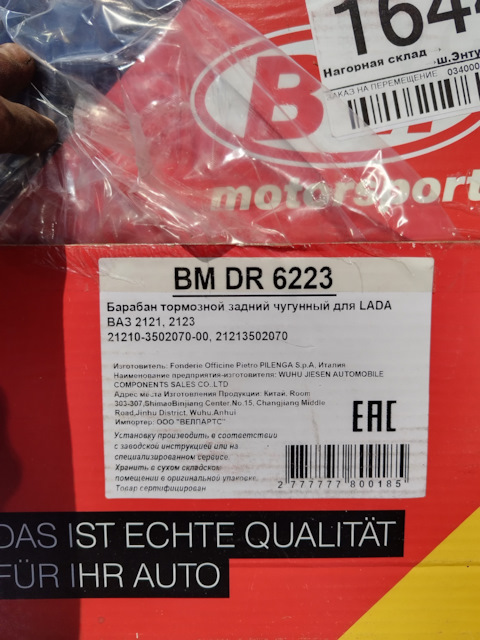 164
Нагорная склад
ш.Энту
ЗАКАЗ НА ПЕРЕМЕЩЕНИЕ
034000
motorsport
BM DR 6223
Барабан тормозной задний чугунный для LADA
ВАЗ 2121, 2123
21210-3502070-00, 21213502070
Изготовитель: Fonderie Officine Pietro PILENGA S.p.A, Италия
Наименование предприятия-изготовителя: WUHU JIESEN AUTOMOBILE
COMPONENTS SALES CO.,LTD
Адрес места Изготовления Продукции: Китай, Room
303-307,ShimaoBinjiang Center,No.15, Changjiang Middle
Road,Jinhu District, Wuhu,Anhui
Импортер: ООО "ВЕЛПАРТС"
EAC
Установку производить в соответствии
с заводской инструкцией или на
специализированном сервисе.
Хранить в сухом складском
помещении в оригинальной упаковке.
Товар сертифицирован
2 777777 800185
DAS IST ECHTE QUALITÄT
FÜR IHR AUTO